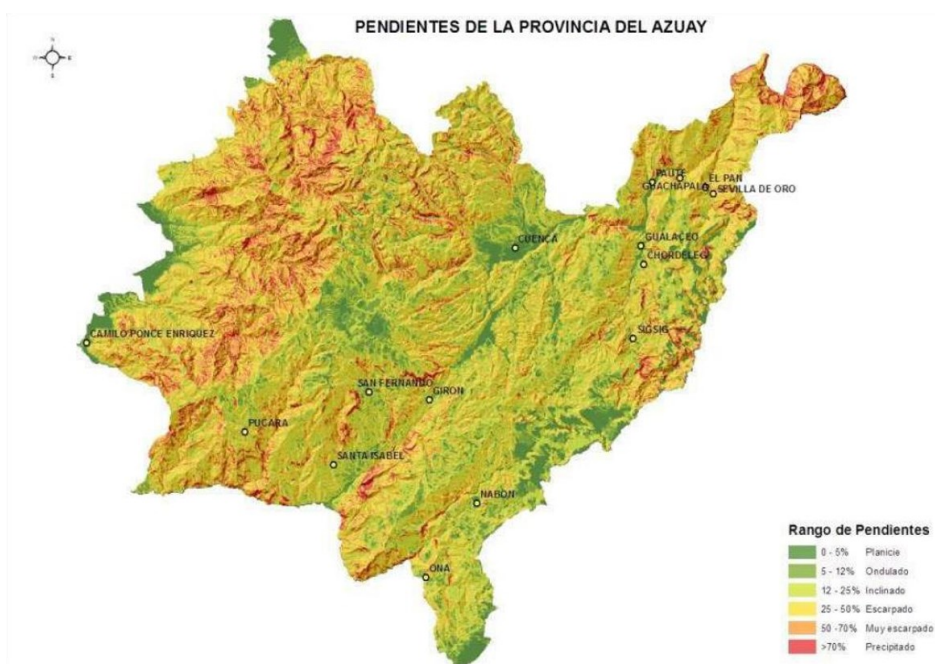 PENDIENTES DE LA PROVINCIA DEL AZUAY
PAUTE
EL PAN
GUACHAPALA
SEVILLA DE ORO
CUENCA
GUALACEO
CHORDELEG
CAMILO PONCE ENRIQUEZ
SIGSIG
SAN FERNANDO
GIRON
PUCARA
SANTA ISABEL
NABON
OÑA
Rango de Pendientes
0 - 5% Planicie
5 - 12% Ondulado
12 - 25% Inclinado
25 - 50% Escarpado
50 -70% Muy escarpado
>70% Precipitado